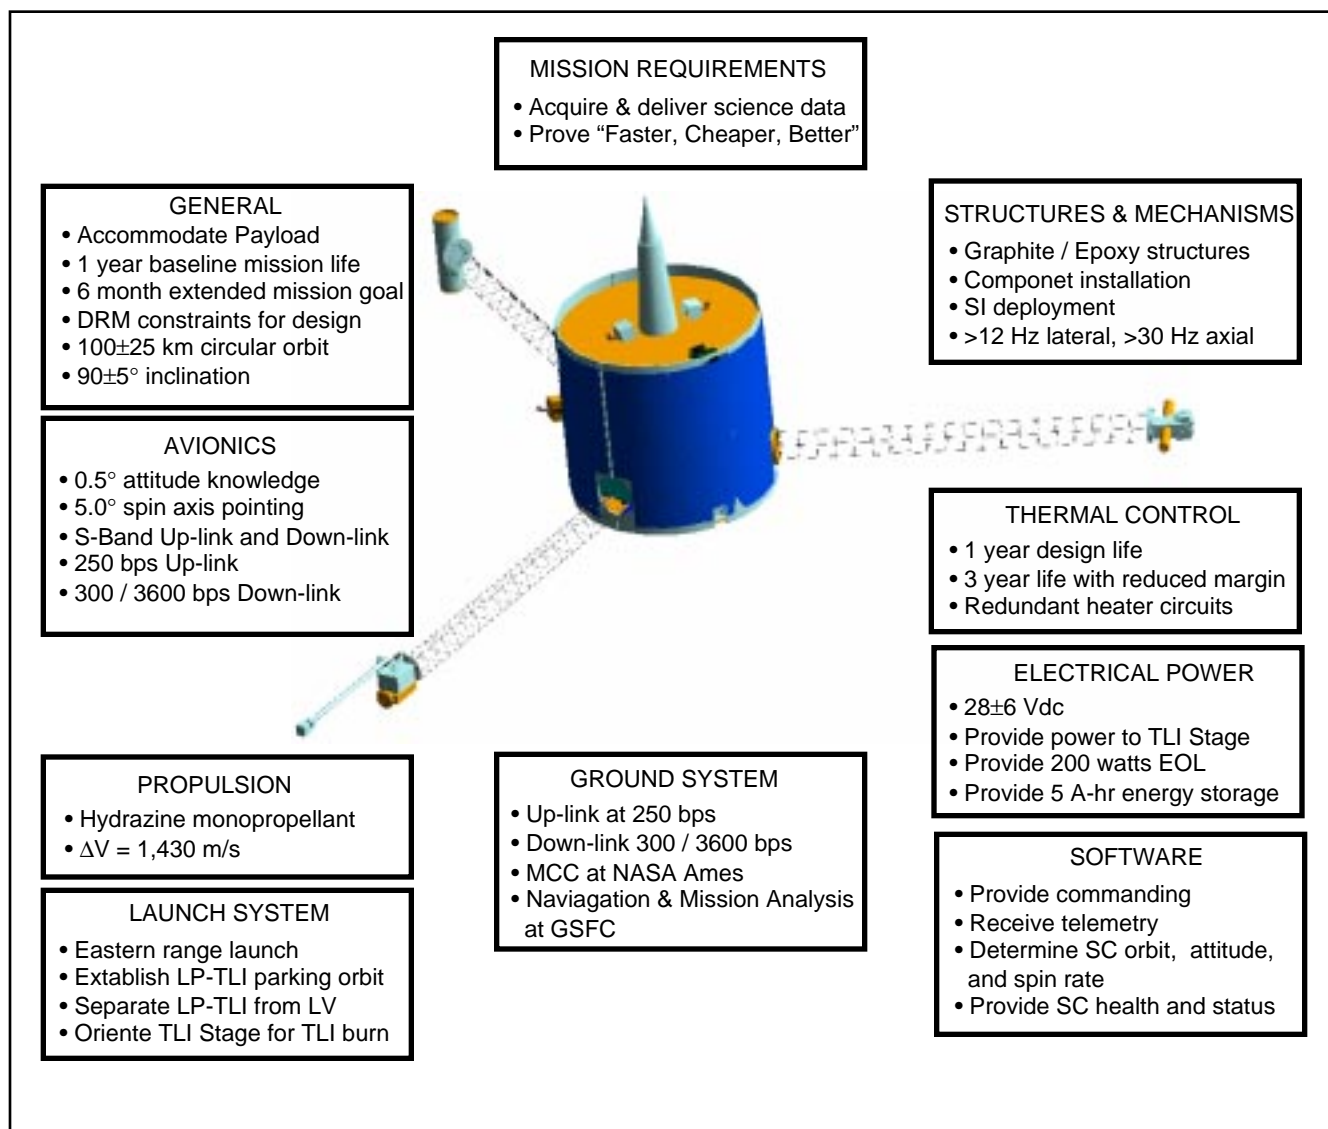 MISSION REQUIREMENTS
• Acquire & deliver science data
• Prove “Faster, Cheaper, Better”
GENERAL
• Accommodate Payload
• 1 year baseline mission life
• 6 month extended mission goal
• DRM constraints for design
• 100±25 km circular orbit
• 90±5° inclination
AVIONICS
• 0.5° attitude knowledge
• 5.0° spin axis pointing
• S-Band Up-link and Down-link
• 250 bps Up-link
• 300 / 3600 bps Down-link
PROPULSION
• Hydrazine monopropellant
• ΔV = 1,430 m/s
LAUNCH SYSTEM
• Eastern range launch
• Extablish LP-TLI parking orbit
• Separate LP-TLI from LV
• Oriente TLI Stage for TLI burn
GROUND SYSTEM
• Up-link at 250 bps
• Down-link 300 / 3600 bps
• MCC at NASA Ames
• Naviagation & Mission Analysis
at GSFC
STRUCTURES & MECHANISMS
• Graphite / Epoxy structures
• Componet installation
• SI deployment
• >12 Hz lateral, >30 Hz axial
THERMAL CONTROL
• 1 year design life
• 3 year life with reduced margin
• Redundant heater circuits
ELECTRICAL POWER
• 28±6 Vdc
• Provide power to TLI Stage
• Provide 200 watts EOL
• Provide 5 A-hr energy storage
SOFTWARE
• Provide commanding
• Receive telemetry
• Determine SC orbit, attitude,
and spin rate
• Provide SC health and status